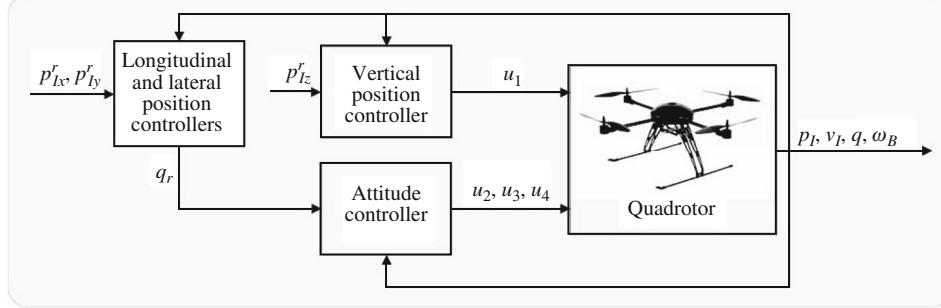 Longitudinal
and lateral
position
controllers
p^r_{Ix}, p^r_{Iy}
p^r_{Iz}
Vertical
position
controller
u_1
q_r
Attitude
controller
u_2, u_3, u_4
Quadrotor
p_I, v_I, q, ω_B